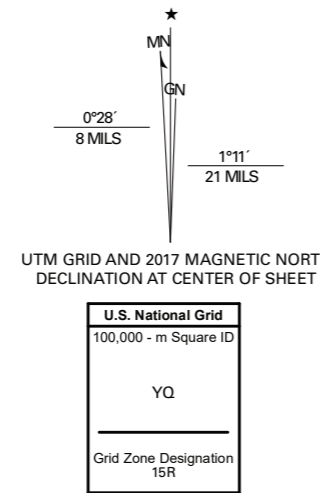 ★
MN
GN
0°28´
8 MILS
1°11´
21 MILS
UTM GRID AND 2017 MAGNETIC NORT
DECLINATION AT CENTER OF SHEET
U.S. National Grid
100,000 - m Square ID
YQ
Grid Zone Designation
15R